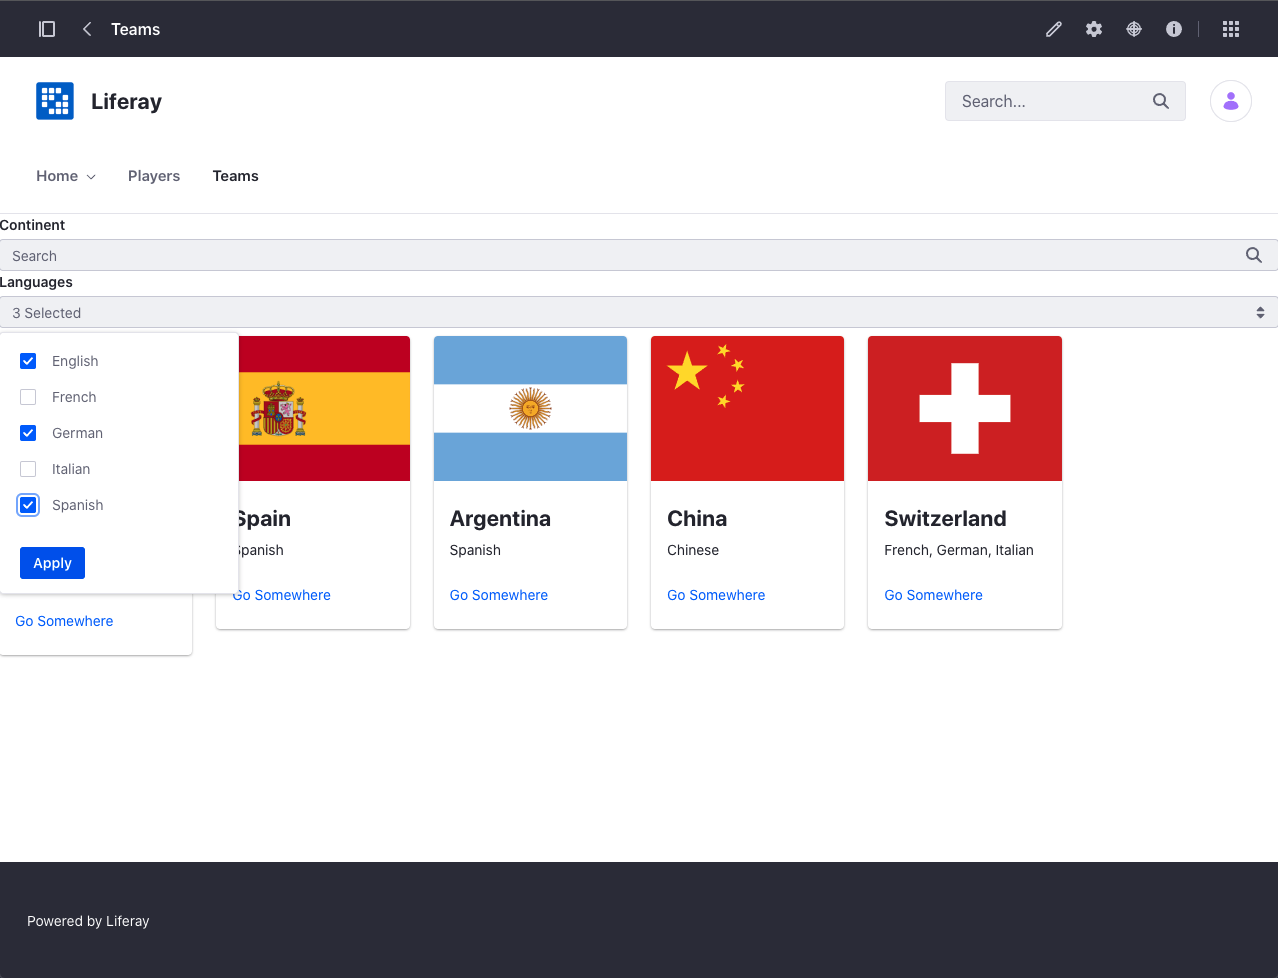 Teams
Liferay
Search...
Home Players Teams
Continent
Search
Languages
3 Selected
English
French
German
Italian
Spanish
Apply
Go Somewhere
Spain
Spanish
Go Somewhere
Argentina
Spanish
Go Somewhere
China
Chinese
Go Somewhere
Switzerland
French, German, Italian
Go Somewhere
Powered by Liferay